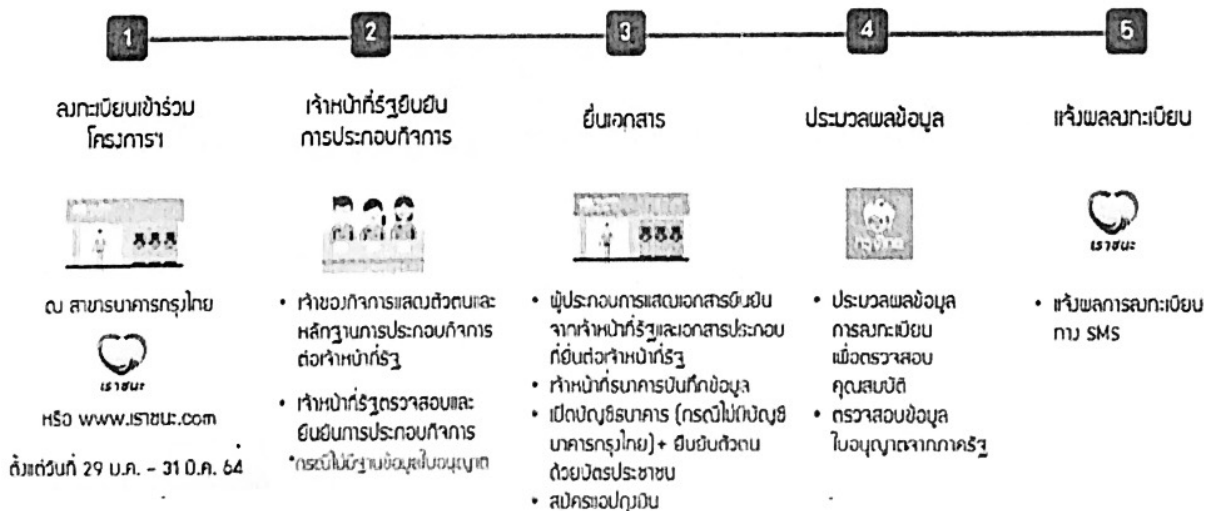 1
ลงทะเบียนเข้าร่วม
โครงการฯ
ณ สาขาธนาคารกรุงไทย
เราชนะ
หรือ www.เราชนะ.com
ตั้งแต่วันที่ 29 ม.ค. - 31 มี.ค. 64
2
เจ้าหน้าที่รัฐยืนยัน
การประกอบกิจการ
• เจ้าของกิจการแสดงตัวตนและ
หลักฐานการประกอบกิจการ
ต่อเจ้าหน้าที่รัฐ
• เจ้าหน้าที่รัฐตรวจสอบและ
ยืนยันการประกอบกิจการ
*กรณีไม่มีฐานข้อมูลใบอนุญาต
3
ยื่นเอกสาร
• ผู้ประกอบการแสดงเอกสารยืนยัน
จากเจ้าหน้าที่รัฐและเอกสารประกอบ
ที่ยื่นต่อเจ้าหน้าที่รัฐ
• เจ้าหน้าที่ธนาคารบันทึกข้อมูล
• เปิดบัญชีธนาคาร (กรณีไม่มีบัญชี
นาคารกรุงไทย) + ยืนยันตัวตน
ด้วยบัตรประชาชน
• สมัครแอปถุงเงิน
4
ประมวลผลข้อมูล
กรุงไทย
• ประมวลผลข้อมูล
การลงทะเบียน
เพื่อตรวจสอบ
คุณสมบัติ
• ตรวจสอบข้อมูล
ใบอนุญาตจากภาครัฐ
5
แจ้งผลลงทะเบียน
เราชนะ
• แจ้งผลการลงทะเบียน
ทาง SMS